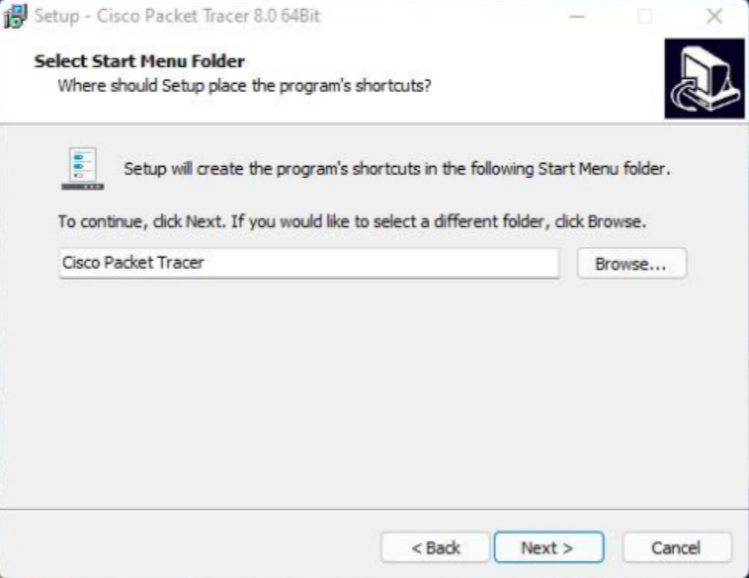 Setup - Cisco Packet Tracer 8.0 64Bit
Select Start Menu Folder
Where should Setup place the program's shortcuts?
Setup will create the program's shortcuts in the following Start Menu folder.
To continue, click Next. If you would like to select a different folder, click Browse.
Cisco Packet Tracer
Browse...
< Back
Next >
Cancel